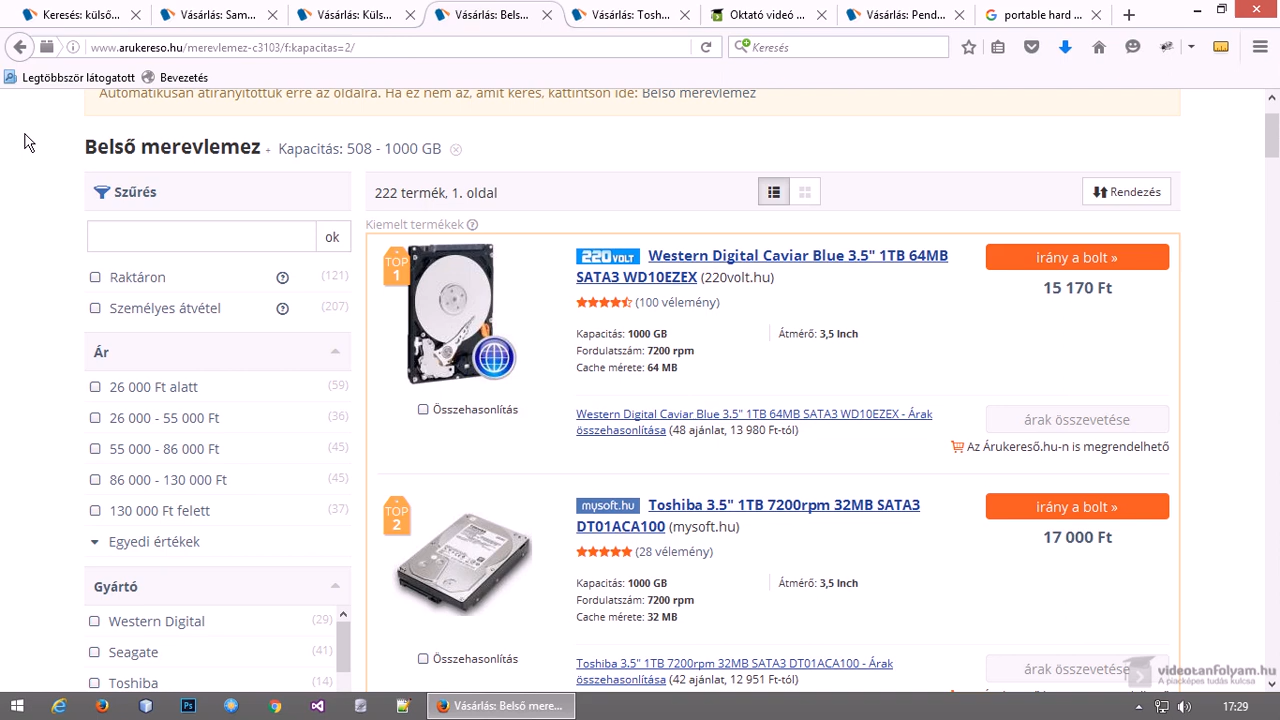 Keresés: külső...
Vásárlás: Sam...
Vásárlás: Küls...
Vásárlás: Bels...
Vásárlás: Tosh...
Oktató videó ...
Vásárlás: Pend...
portable hard ...
www.arukereso.hu/merevlemez-c3103/f:kapacitas=2/
Keresés
Legtöbbször látogatott
Bevezetés
Automatikusan átirányítottuk erre az oldalra. Ha ez nem az, amit keres, kattintson ide: Belső merevlemez
Belső merevlemez - Kapacitás: 508 - 1000 GB
Szűrés
ok
Raktáron (121)
Személyes átvétel (207)
Ár
26 000 Ft alatt (59)
26 000 - 55 000 Ft (36)
55 000 - 86 000 Ft (45)
86 000 - 130 000 Ft (45)
130 000 Ft felett (37)
Egyedi értékek
Gyártó
Western Digital (29)
Seagate (41)
Toshiba (14)
222 termék, 1. oldal
Rendezés
Kiemelt termékek
TOP
1
220VOLT Western Digital Caviar Blue 3.5" 1TB 64MB
SATA3 WD10EZEX (220volt.hu)
(100 vélemény)
Kapacitás: 1000 GB
Átmérő: 3,5 Inch
Fordulatszám: 7200 rpm
Cache mérete: 64 MB
irány a bolt »
15 170 Ft
Összehasonlítás
Western Digital Caviar Blue 3.5" 1TB 64MB SATA3 WD10EZEX - Árak
összehasonlítása (48 ajánlat, 13 980 Ft-tól)
árak összevetése
Az Árukereső.hu-n is megrendelhető
TOP
2
mysoft.hu Toshiba 3.5" 1TB 7200rpm 32MB SATA3
DT01ACA100 (mysoft.hu)
(28 vélemény)
Kapacitás: 1000 GB
Átmérő: 3,5 Inch
Fordulatszám: 7200 rpm
Cache mérete: 32 MB
irány a bolt »
17 000 Ft
Összehasonlítás
Toshiba 3.5" 1TB 7200rpm 32MB SATA3 DT01ACA100 - Árak
összehasonlítása (42 ajánlat, 12 951 Ft-tól)
árak összevetése
videotanfolyam.hu
A piacképes tudás kulcsa
Vásárlás: Belső mere...
17:29